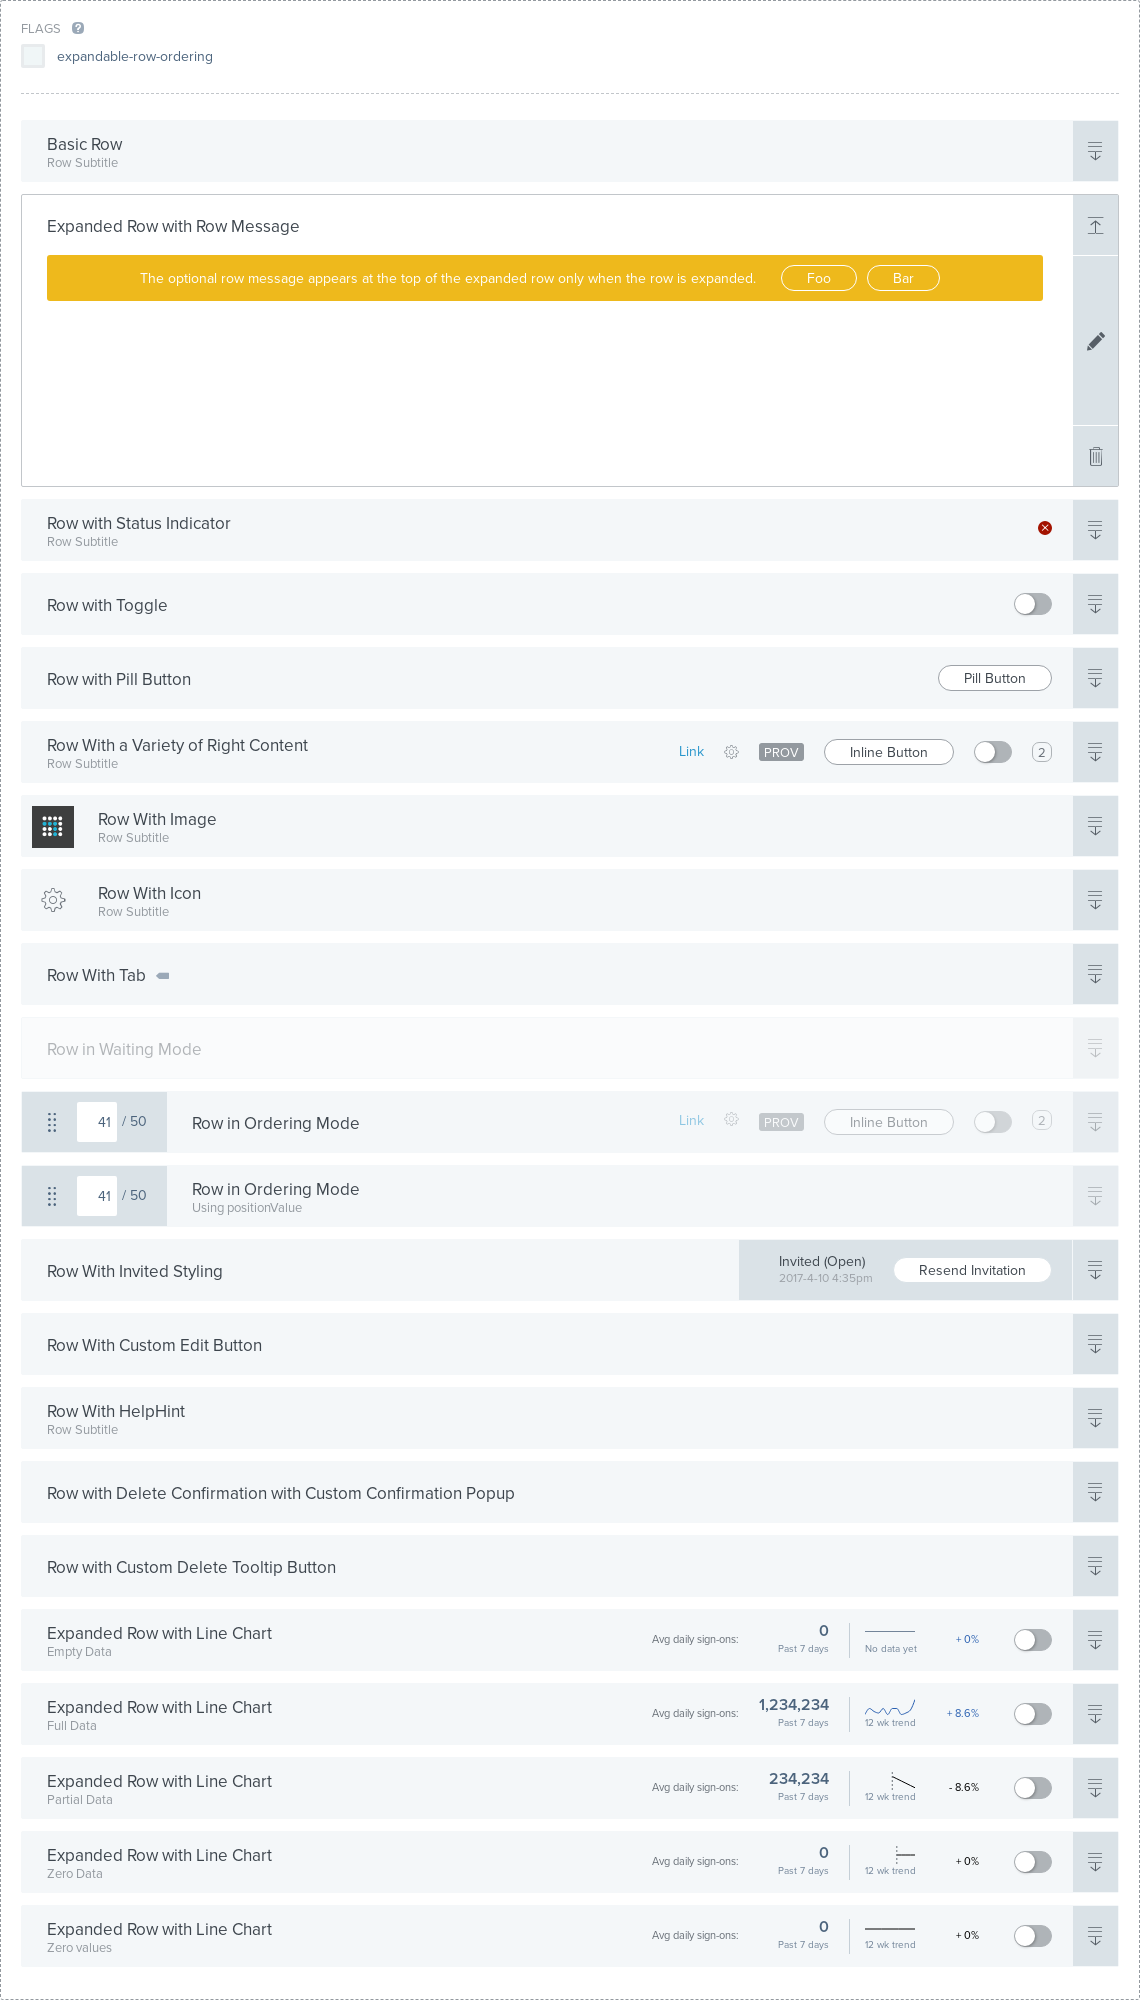 FLAGS ?
expandable-row-ordering
Basic Row
Row Subtitle
Expanded Row with Row Message
The optional row message appears at the top of the expanded row only when the row is expanded. Foo Bar
Row with Status Indicator
Row Subtitle
Row with Toggle
Row with Pill Button Pill Button
Row With a Variety of Right Content
Row Subtitle
Link PROV Inline Button 2
Row With Image
Row Subtitle
Row With Icon
Row Subtitle
Row With Tab
Row in Waiting Mode
41 / 50 Row in Ordering Mode Link PROV Inline Button 2
41 / 50 Row in Ordering Mode
Using positionValue
Row With Invited Styling
Invited (Open)
2017-4-10 4:35pm
Resend Invitation
Row With Custom Edit Button
Row With HelpHint
Row Subtitle
Row with Delete Confirmation with Custom Confirmation Popup
Row with Custom Delete Tooltip Button
Expanded Row with Line Chart
Empty Data
Avg daily sign-ons:
0
Past 7 days
No data yet
+ 0%
Expanded Row with Line Chart
Full Data
Avg daily sign-ons:
1,234,234
Past 7 days
12 wk trend
+ 8.6%
Expanded Row with Line Chart
Partial Data
Avg daily sign-ons:
234,234
Past 7 days
12 wk trend
- 8.6%
Expanded Row with Line Chart
Zero Data
Avg daily sign-ons:
0
Past 7 days
12 wk trend
+ 0%
Expanded Row with Line Chart
Zero values
Avg daily sign-ons:
0
Past 7 days
12 wk trend
+ 0%